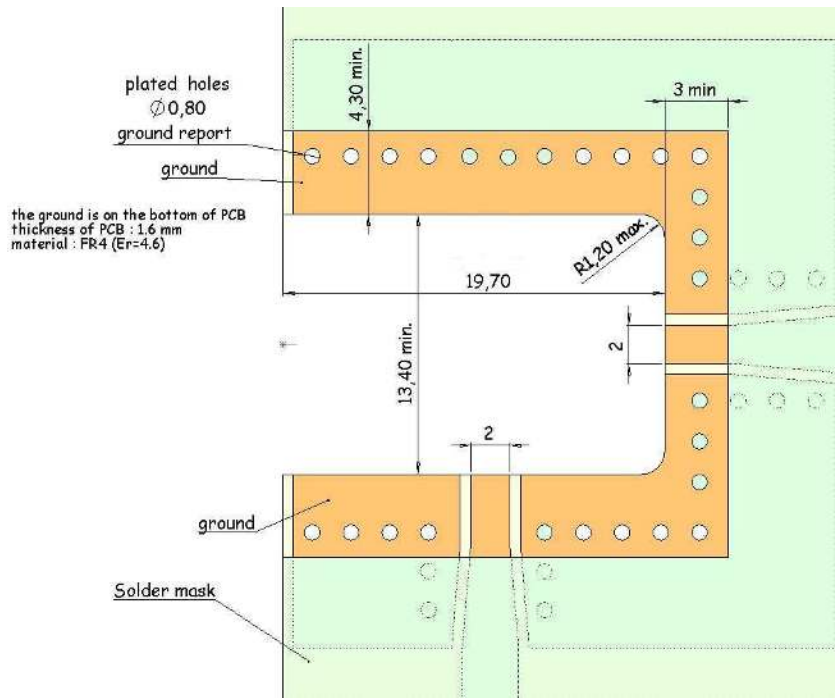 plated holes
∅0,80
ground report
ground
4,30 min.
3 min
the ground is on the bottom of PCB
thickness of PCB : 1.6 mm
material : FR4 (Er=4.6)
R1,20 max.
19,70
13,40 min.
2
2
ground
Solder mask